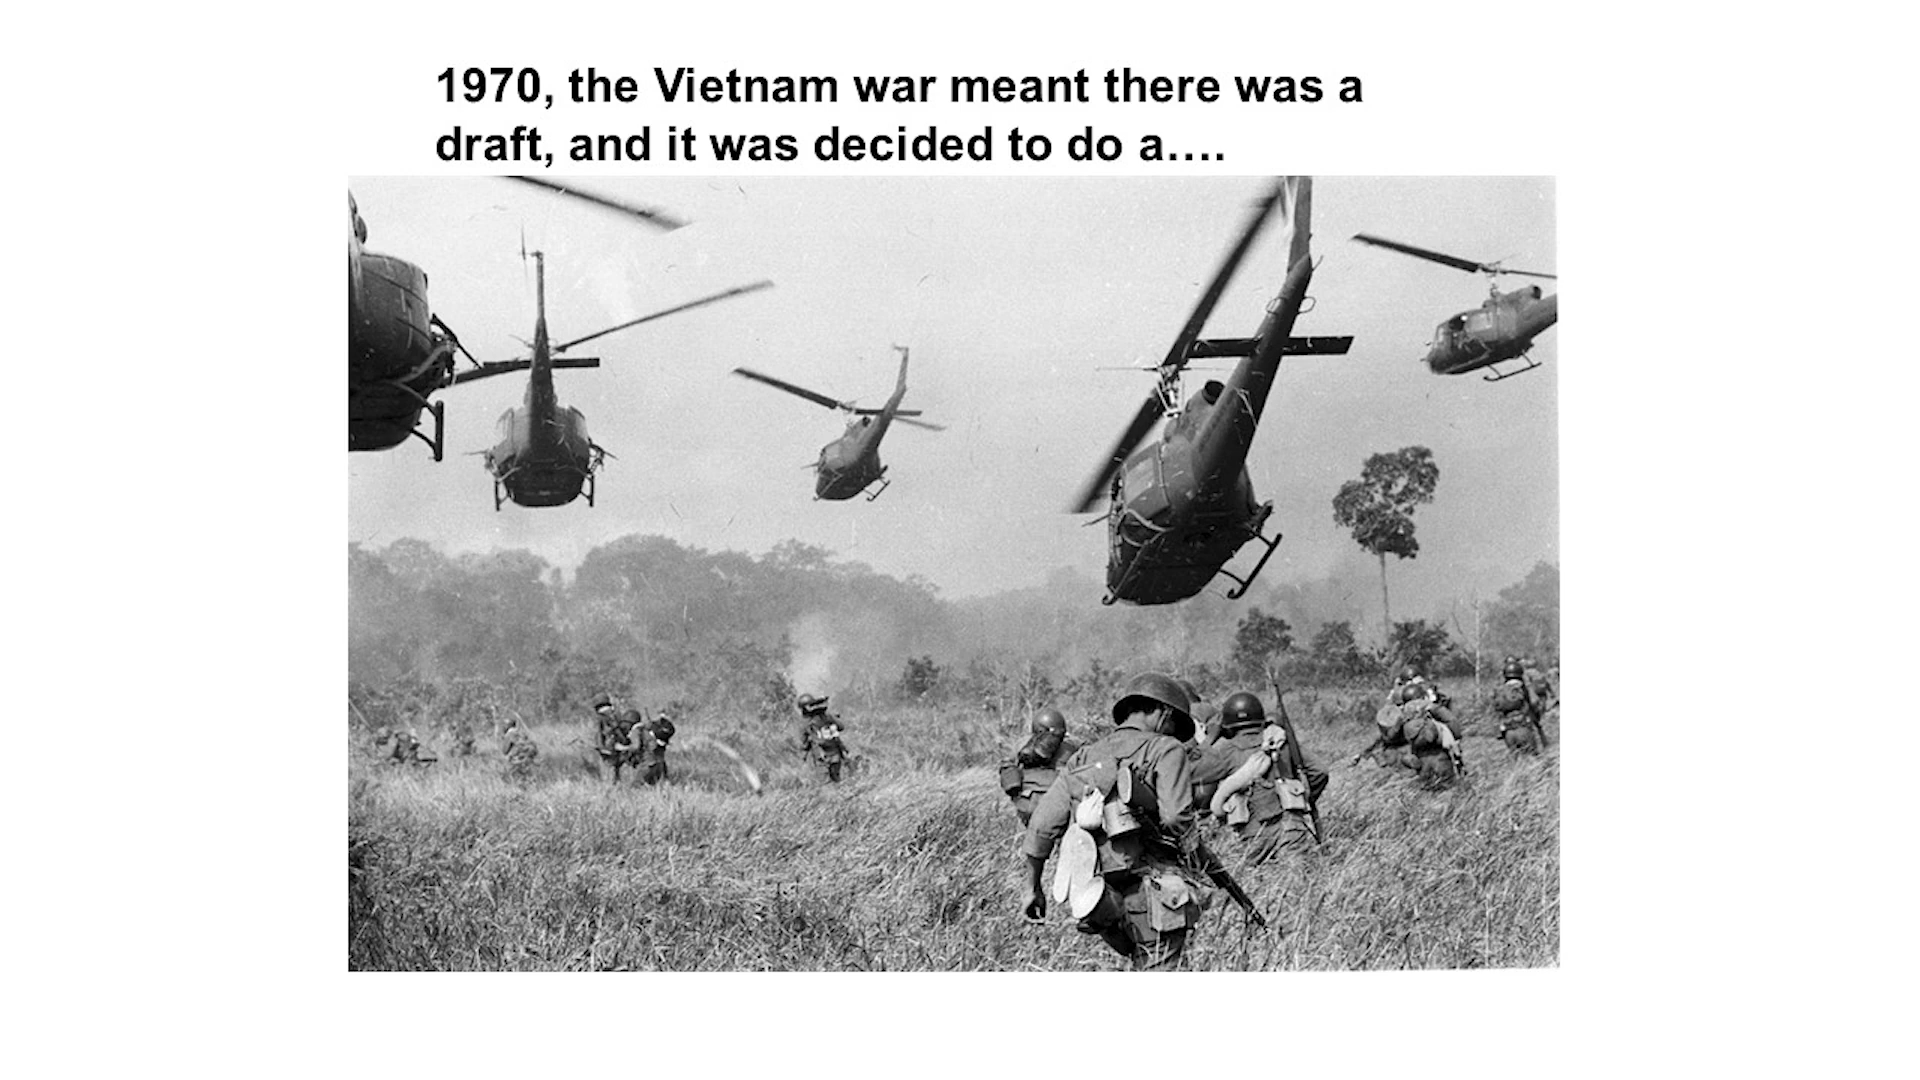 1970, the Vietnam war meant there was a
draft, and it was decided to do a….